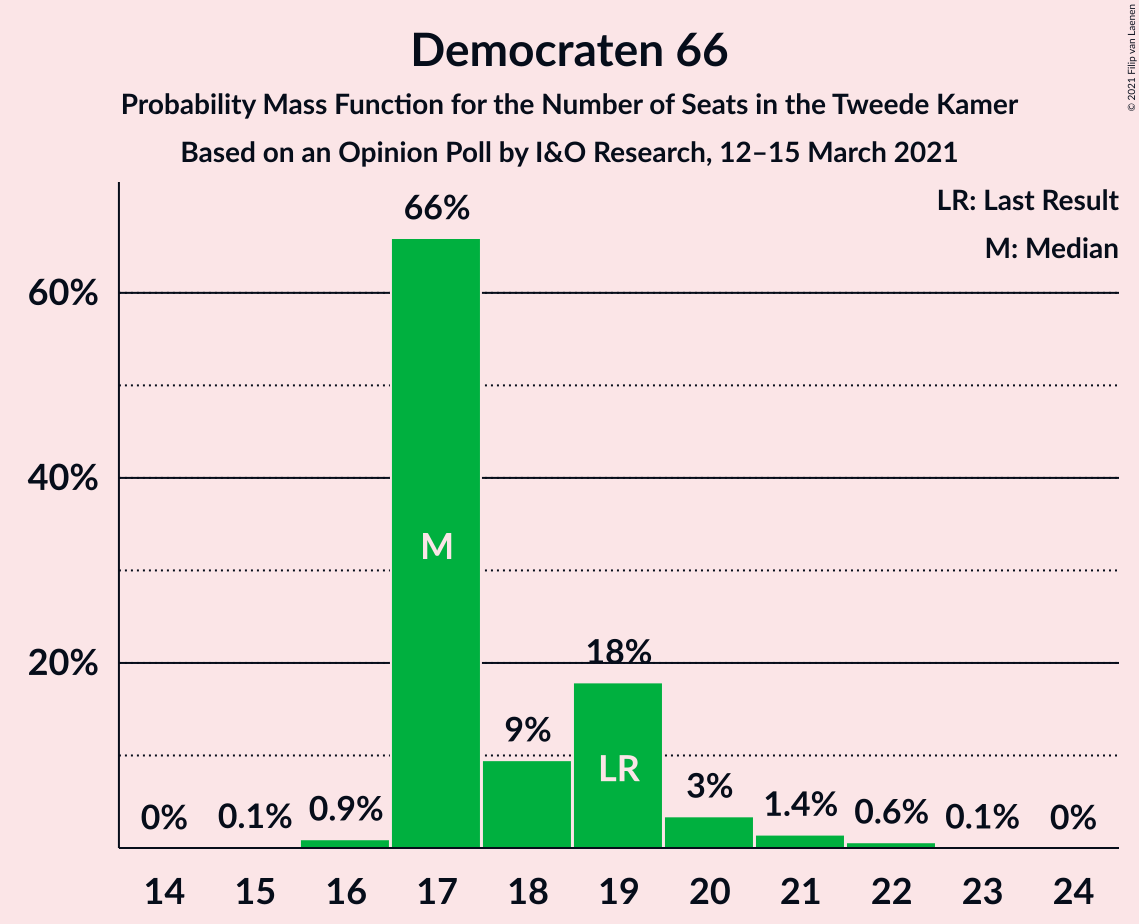 Democraten 66
Probability Mass Function for the Number of Seats in the Tweede Kamer
Based on an Opinion Poll by I&O Research, 12–15 March 2021
© 2021 Filip van Laenen
LR: Last Result
M: Median
60%
40%
20%
0%
0.1%
0.9%
66%
M
9%
18%
LR
3%
1.4%
0.6%
0.1%
0%
14 15 16 17 18 19 20 21 22 23 24